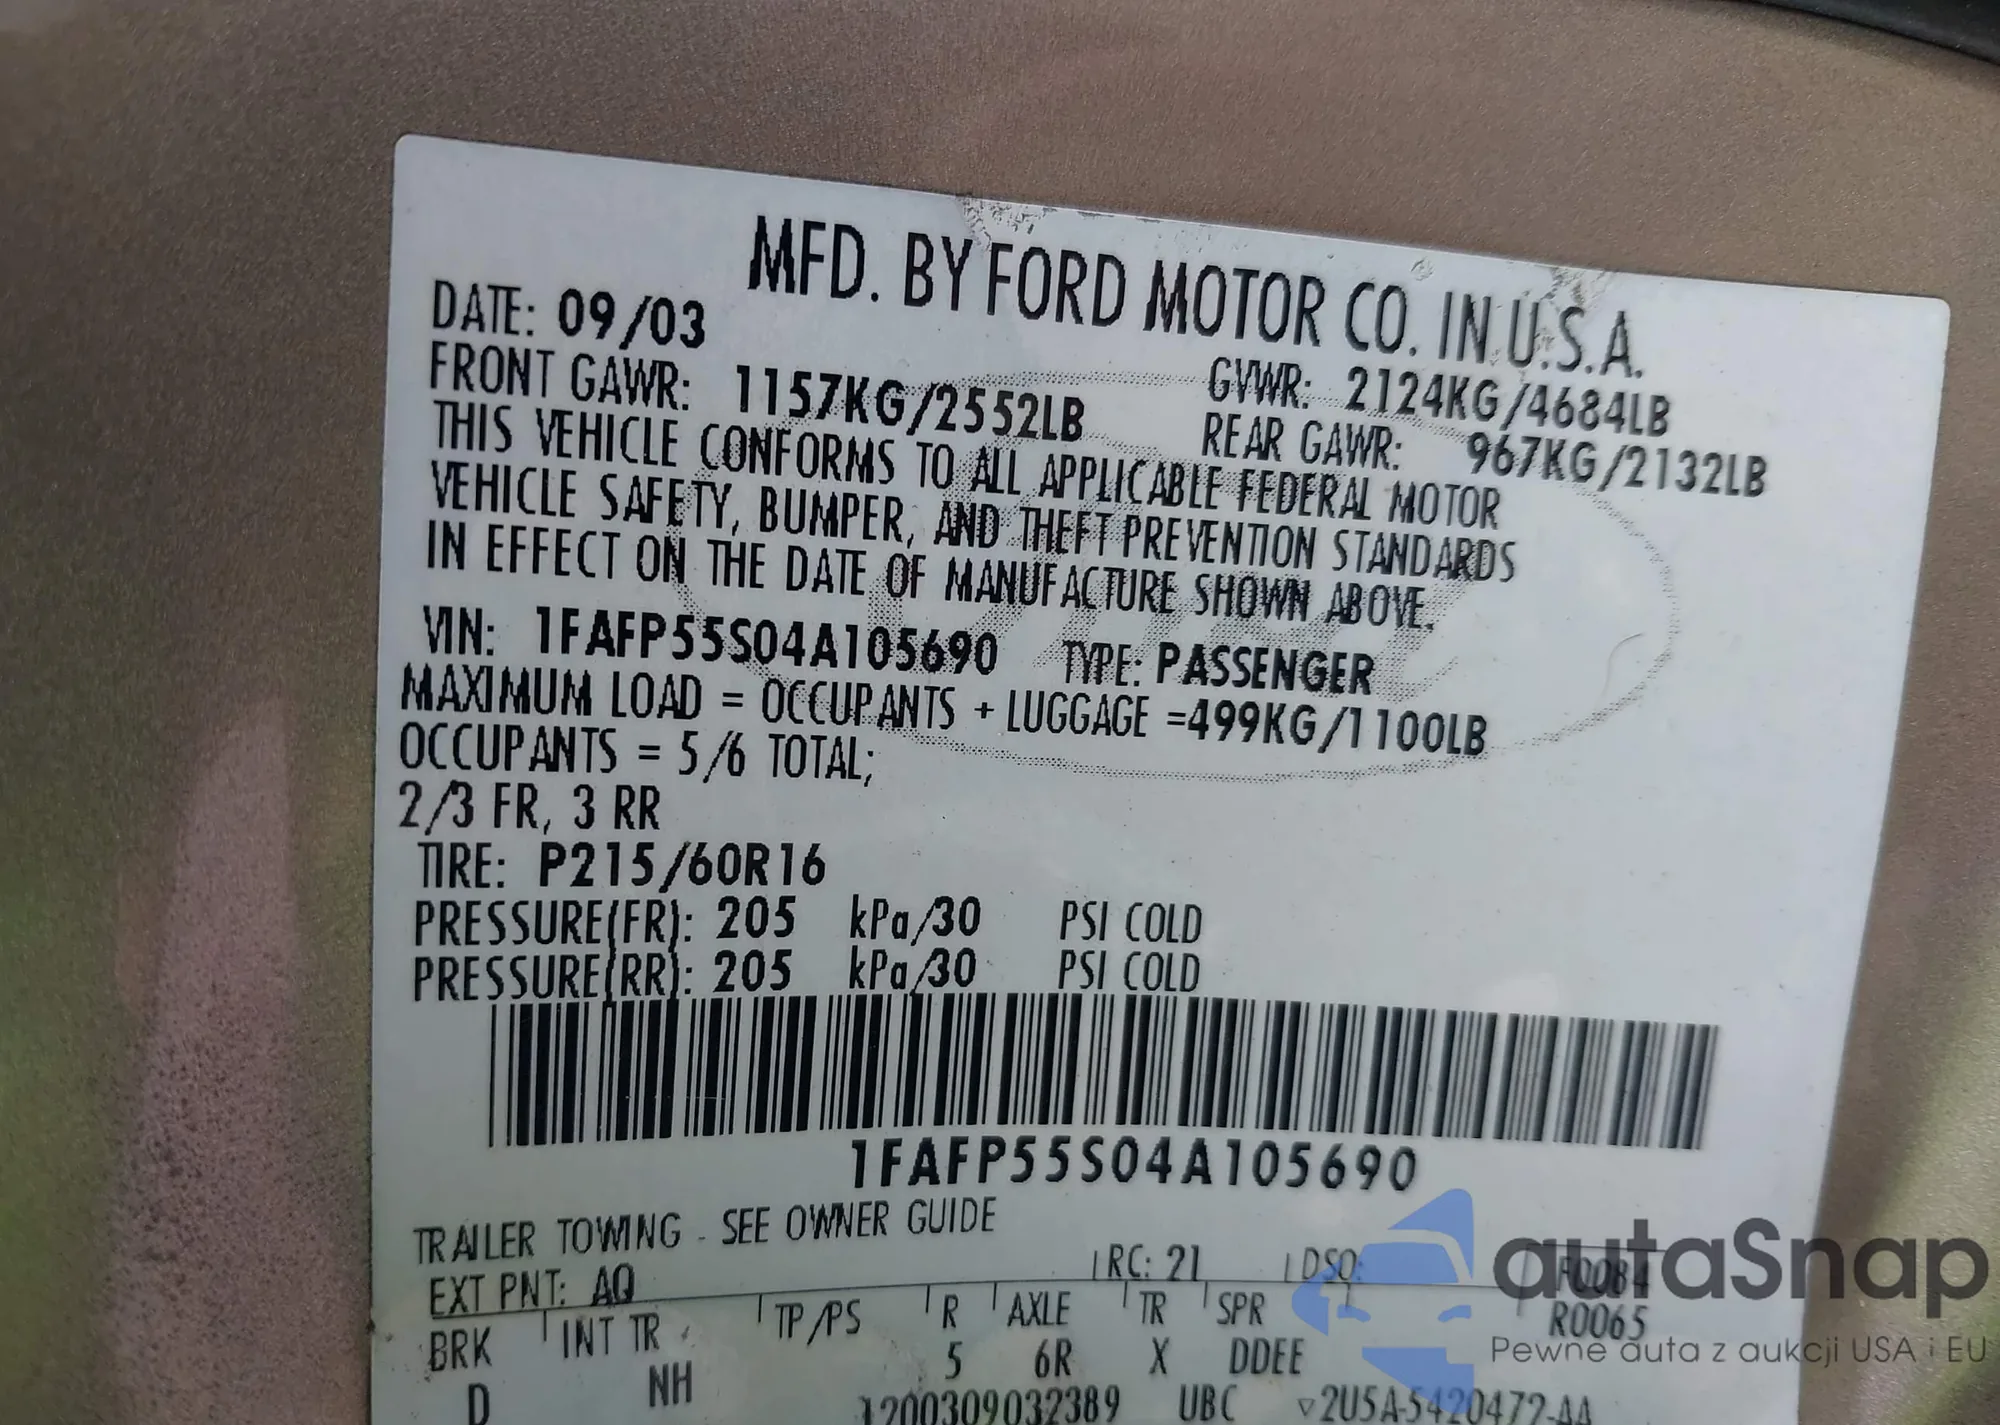 MFD. BY FORD MOTOR CO. IN U.S.A.
DATE: 09/03
GVWR: 2124KG/4684LB
FRONT GAWR: 1157KG/2552LB
REAR GAWR: 967KG/2132LB
THIS VEHICLE CONFORMS TO ALL APPLICABLE FEDERAL MOTOR
VEHICLE SAFETY, BUMPER, AND THEFT PREVENTION STANDARDS
IN EFFECT ON THE DATE OF MANUFACTURE SHOWN ABOVE.
VIN: 1FAFP55S04A105690 TYPE: PASSENGER
MAXIMUM LOAD = OCCUPANTS + LUGGAGE =499KG/1100LB
OCCUPANTS = 5/6 TOTAL;
2/3 FR, 3 RR
TIRE: P215/60R16
PRESSURE(FR): 205 kPa/30 PSI COLD
PRESSURE(RR): 205 kPa/30 PSI COLD
1FAFP55S04A105690
TRAILER TOWING - SEE OWNER GUIDE
EXT PNT: AQ RC: 21 DSO: F0084
BRK INT TR TP/PS R AXLE TR SPR R0065
D NH 5 6R X DDEE
1200309032389 UBC ▽2U5A-5420472-AA
autaSnap
Pewne auta z aukcji USA i EU